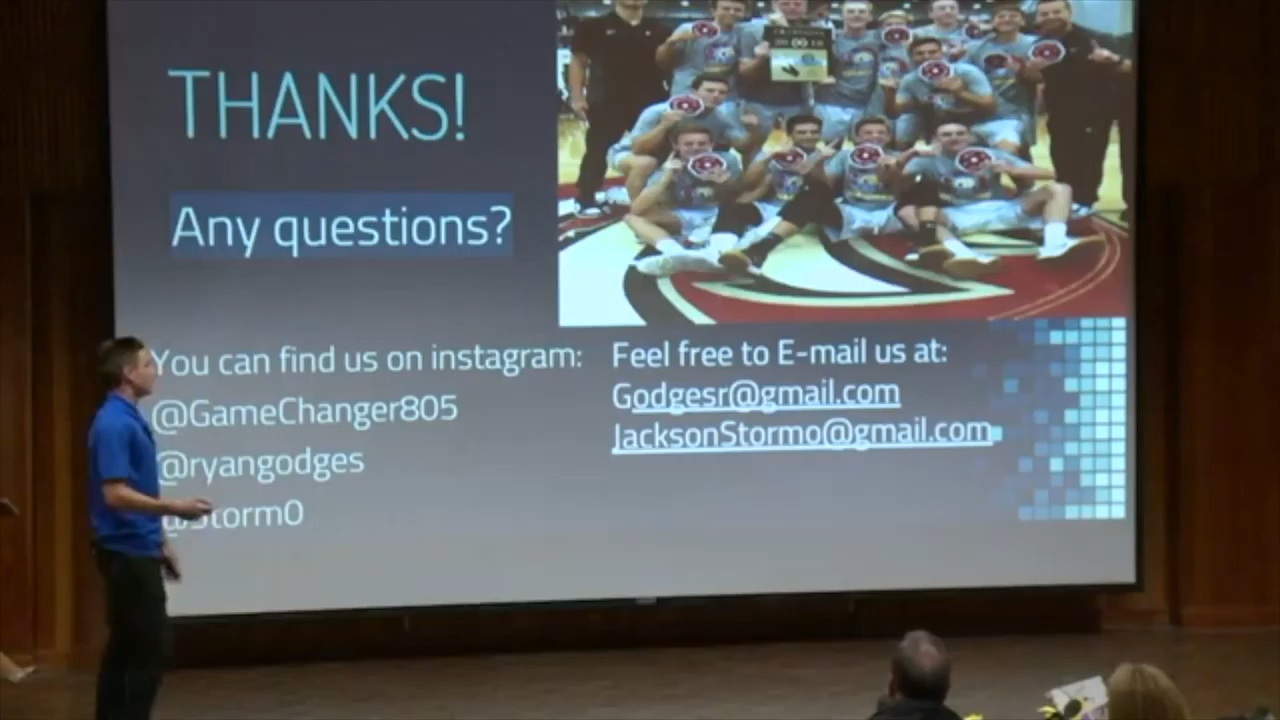 THANKS!
Any questions?
You can find us on instagram:
@GameChanger805
@ryangodges
@Storm0
Feel free to E-mail us at:
Godgesr@gmail.com
JacksonStormo@gmail.com